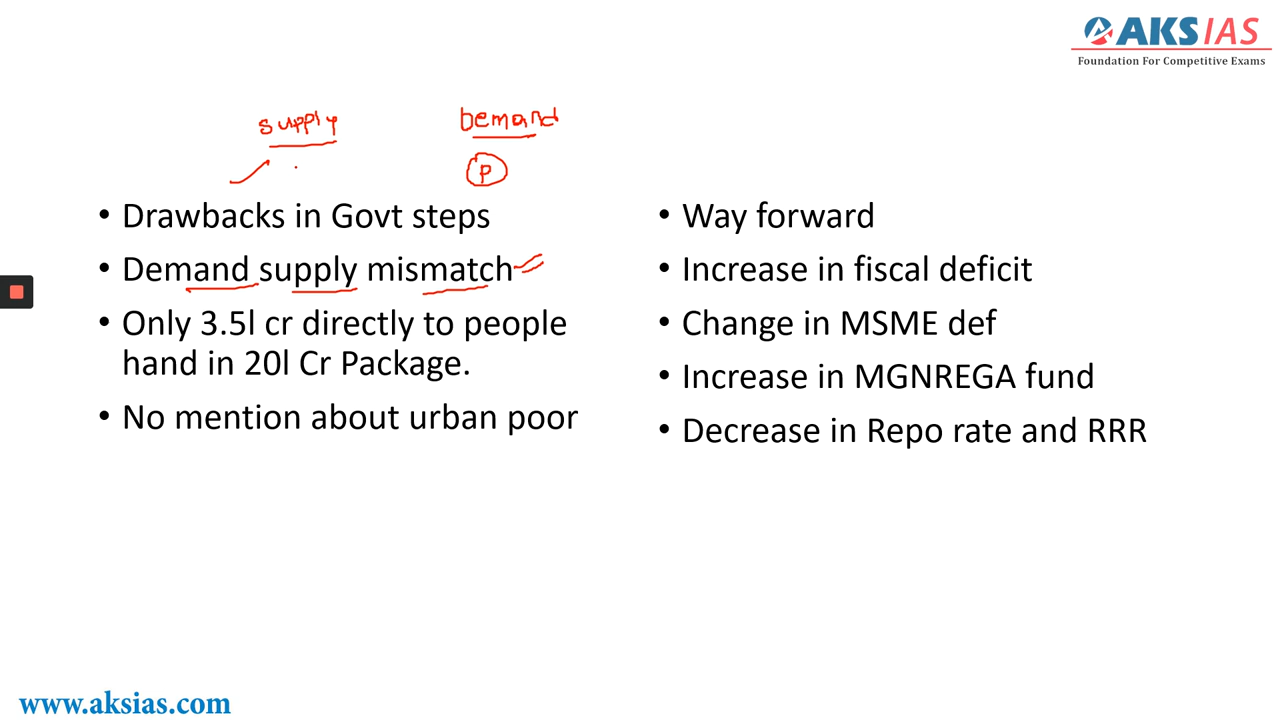 AKS IAS
Foundation For Competitive Exams
supply
Demand
P
• Drawbacks in Govt steps
• Demand supply mismatch
• Only 3.5l cr directly to people
hand in 20l Cr Package.
• No mention about urban poor
• Way forward
• Increase in fiscal deficit
• Change in MSME def
• Increase in MGNREGA fund
• Decrease in Repo rate and RRR
www.aksias.com